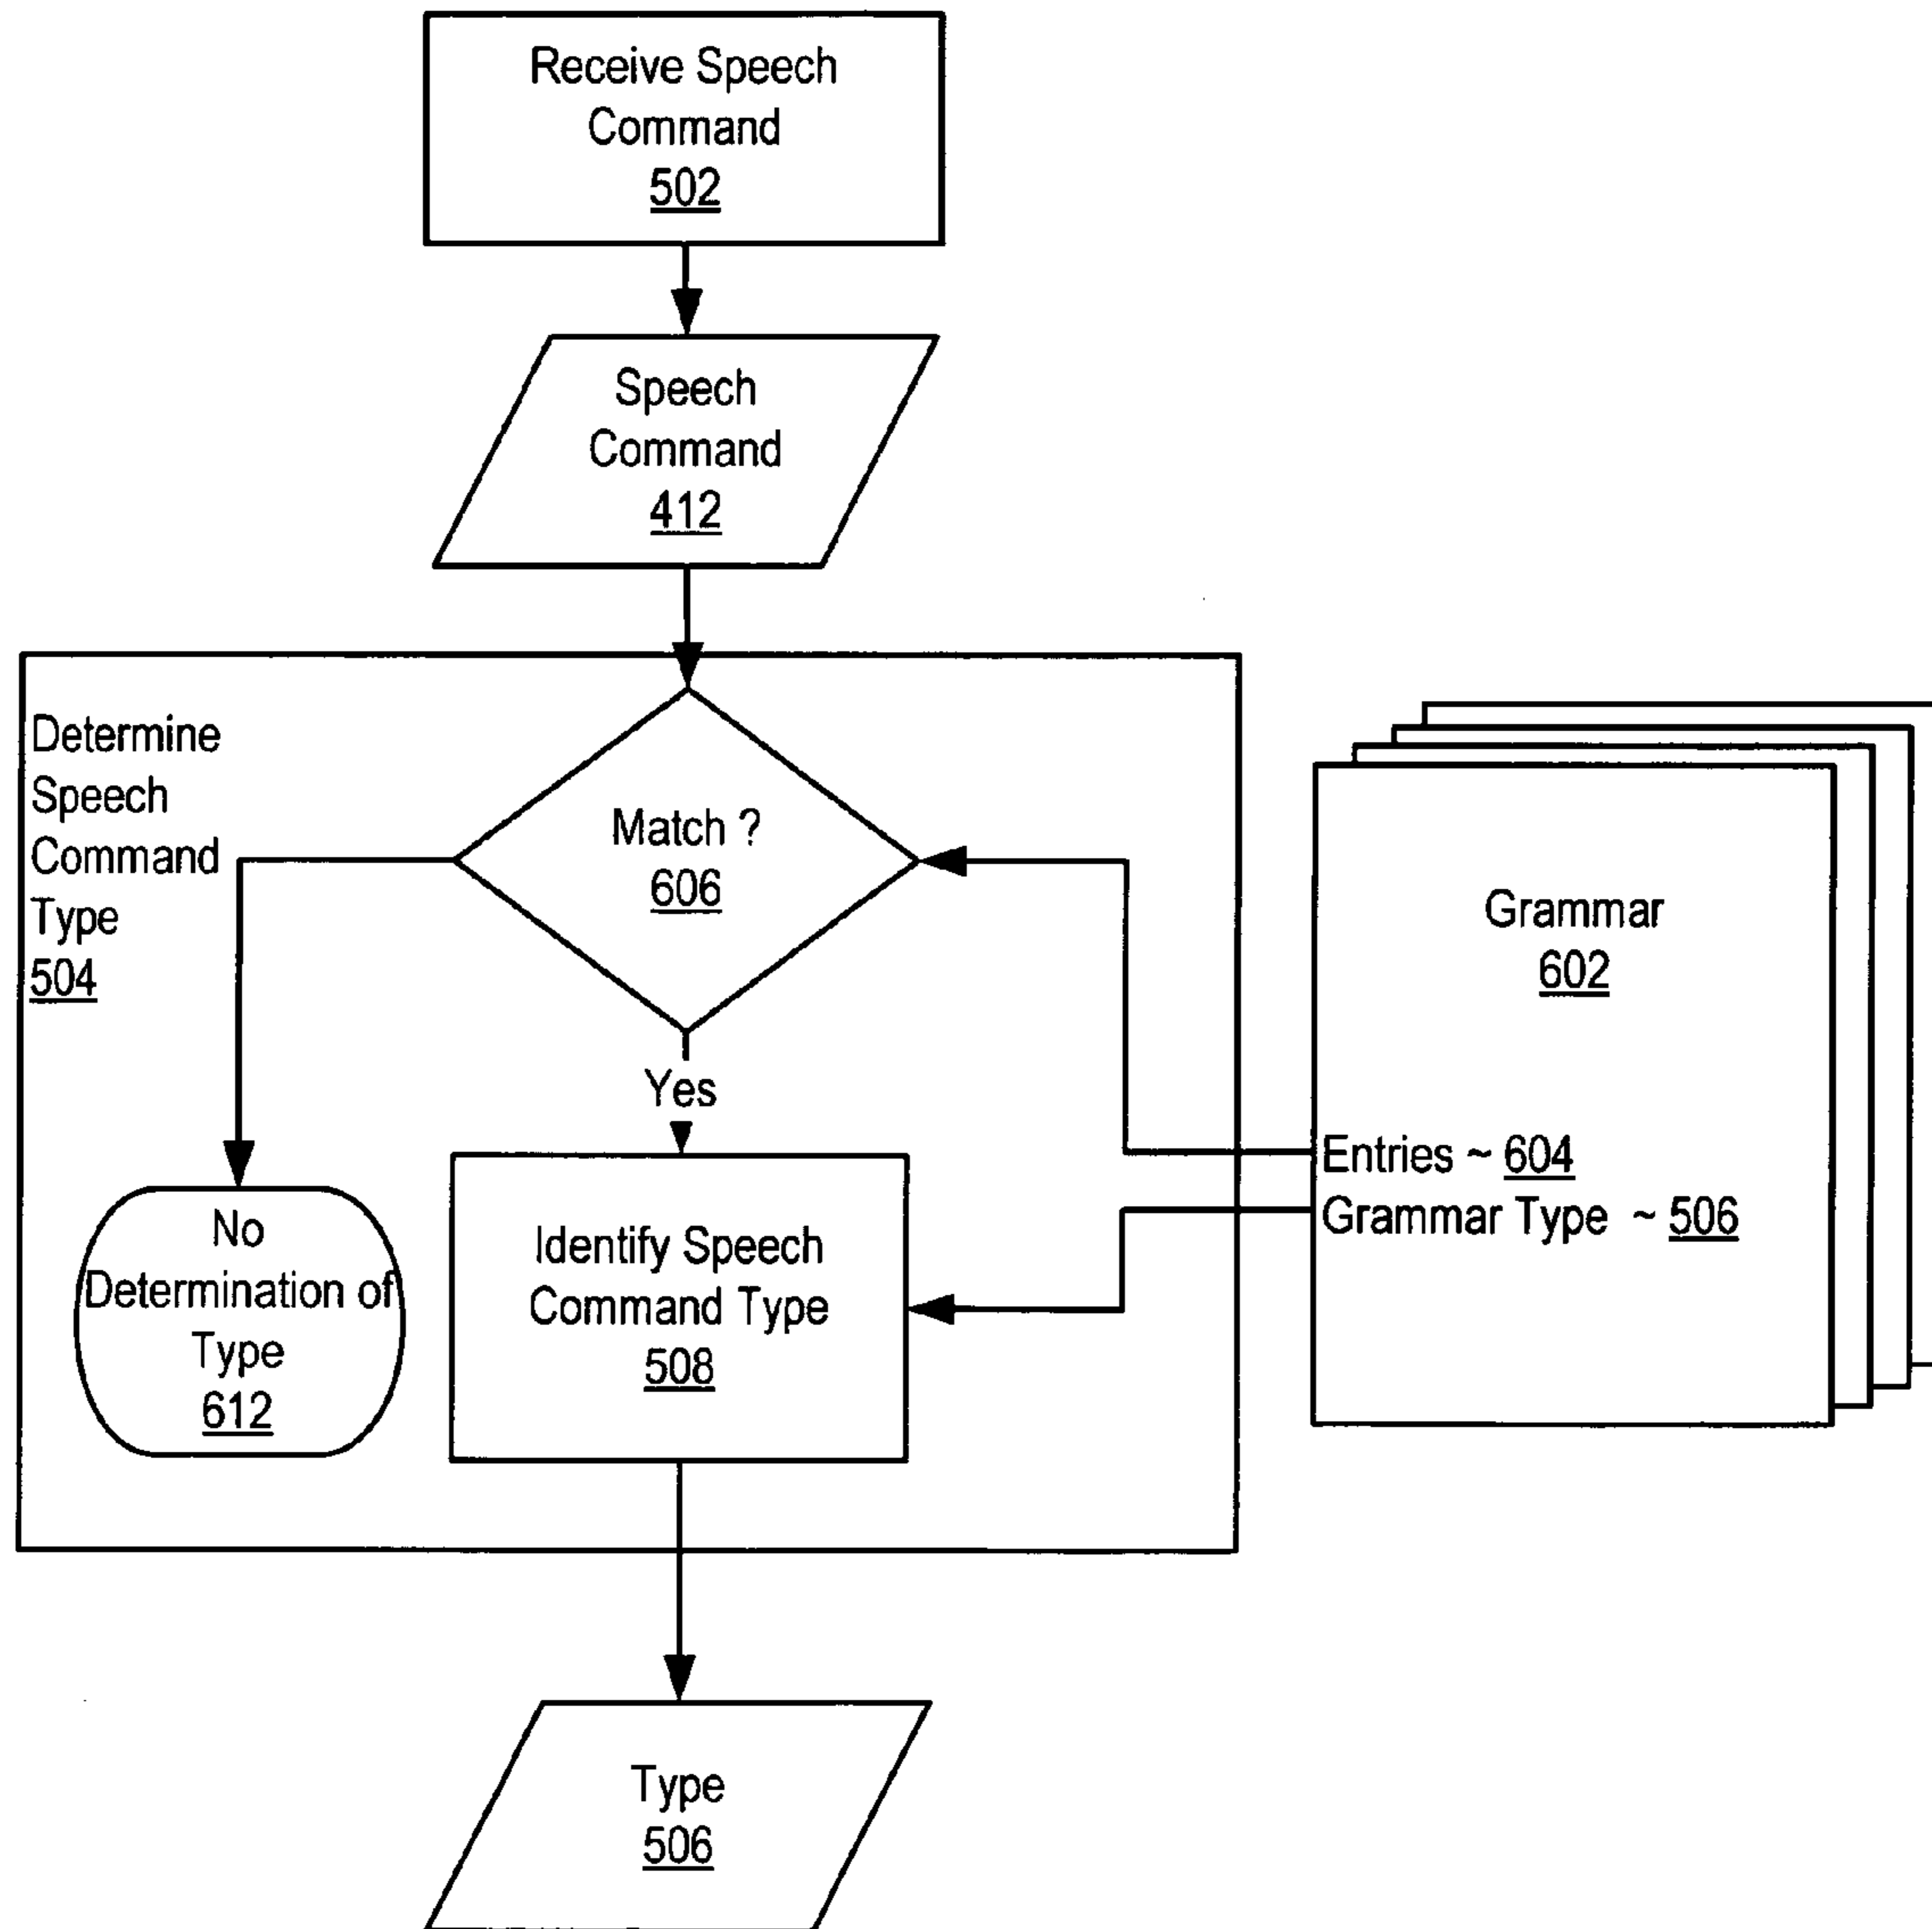 Receive Speech
Command
502
Speech
Command
412
Determine
Speech
Command
Type
504
Match ?
606
Yes
No
Determination of
Type
612
Identify Speech
Command Type
508
Grammar
602
Entries ~ 604
Grammar Type ~ 506
Type
506